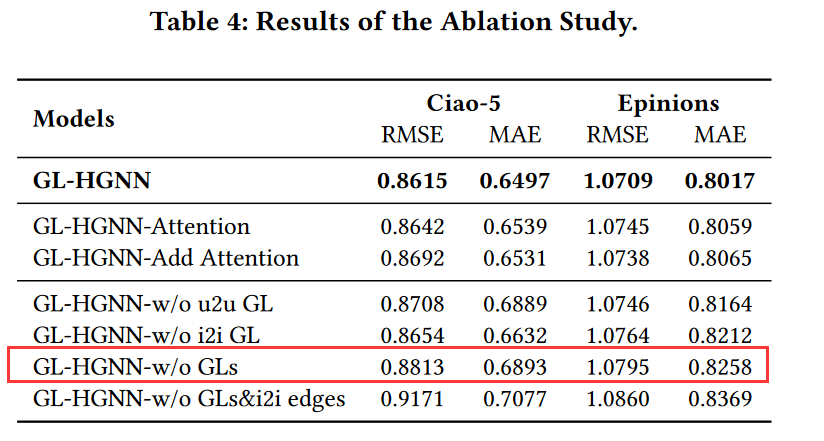 Table 4: Results of the Ablation Study.
Models Ciao-5 Epinions
RMSE MAE RMSE MAE
GL-HGNN 0.8615 0.6497 1.0709 0.8017
GL-HGNN-Attention 0.8642 0.6539 1.0745 0.8059
GL-HGNN-Add Attention 0.8692 0.6531 1.0738 0.8065
GL-HGNN-w/o u2u GL 0.8708 0.6889 1.0746 0.8164
GL-HGNN-w/o i2i GL 0.8654 0.6632 1.0764 0.8212
GL-HGNN-w/o GLs 0.8813 0.6893 1.0795 0.8258
GL-HGNN-w/o GLs&i2i edges 0.9171 0.7077 1.0860 0.8369